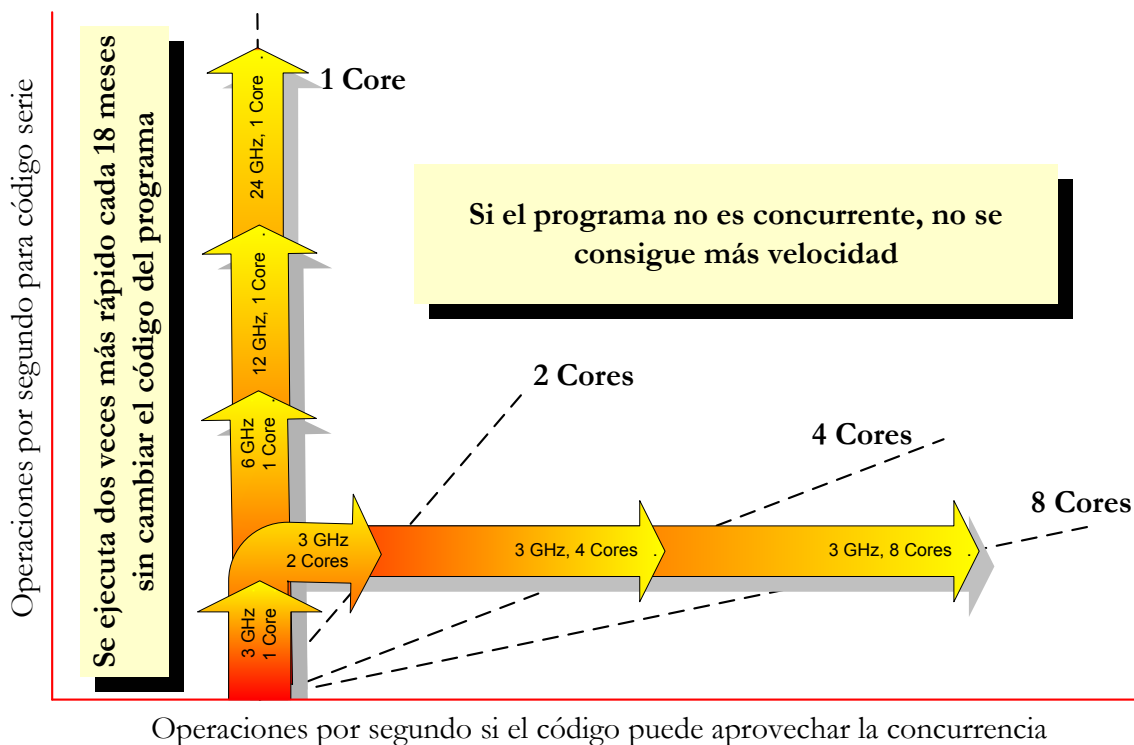 Operaciones por segundo para código serie
Se ejecuta dos veces más rápido cada 18 meses
sin cambiar el código del programa
1 Core
24 GHz, 1 Core
12 GHz, 1 Core
6 GHz
1 Core
3 GHz
1 Core
Si el programa no es concurrente, no se
consigue más velocidad
2 Cores
4 Cores
8 Cores
3 GHz
2 Cores
3 GHz, 4 Cores
3 GHz, 8 Cores
Operaciones por segundo si el código puede aprovechar la concurrencia